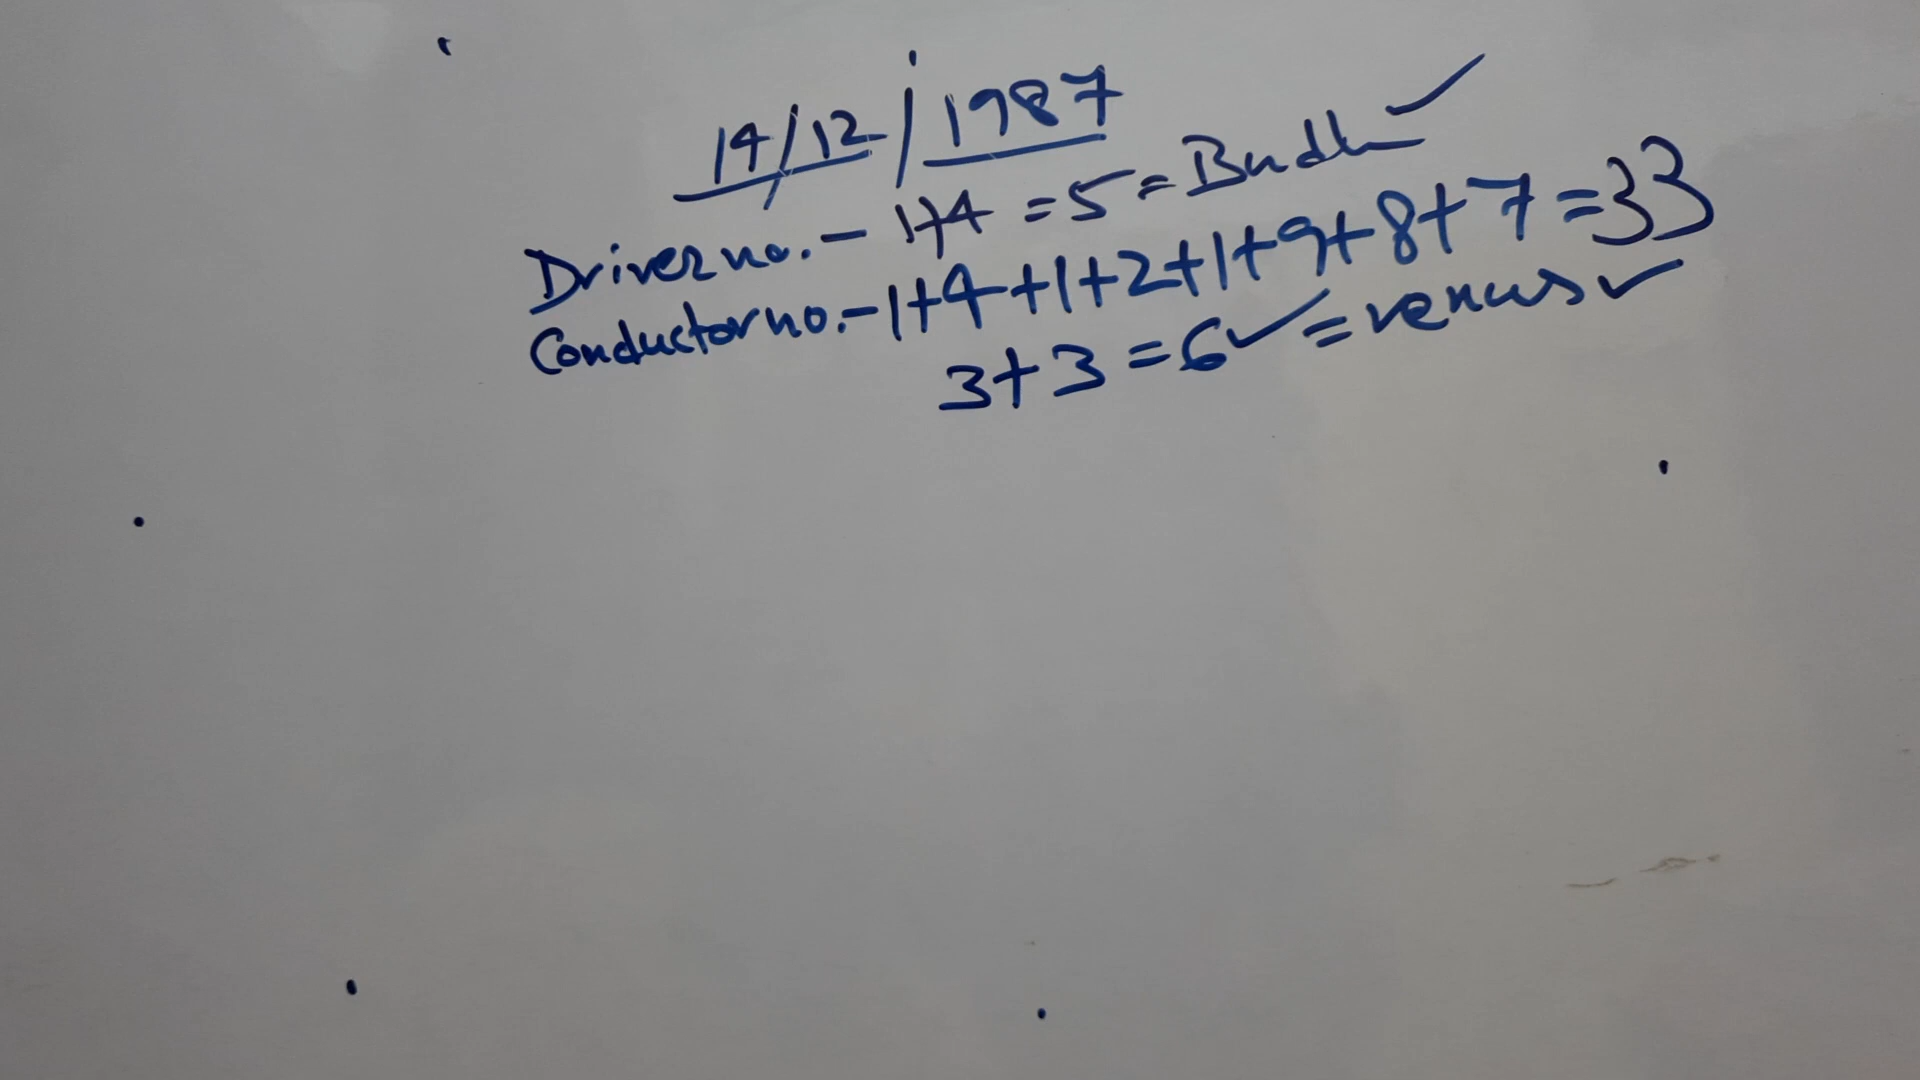 14/12/1987
Driver no. - 1+4 = 5 = Budh ✓
Conductor no. - 1+4+1+2+1+9+8+7 = 33
3+3 = 6 ✓ = venus ✓